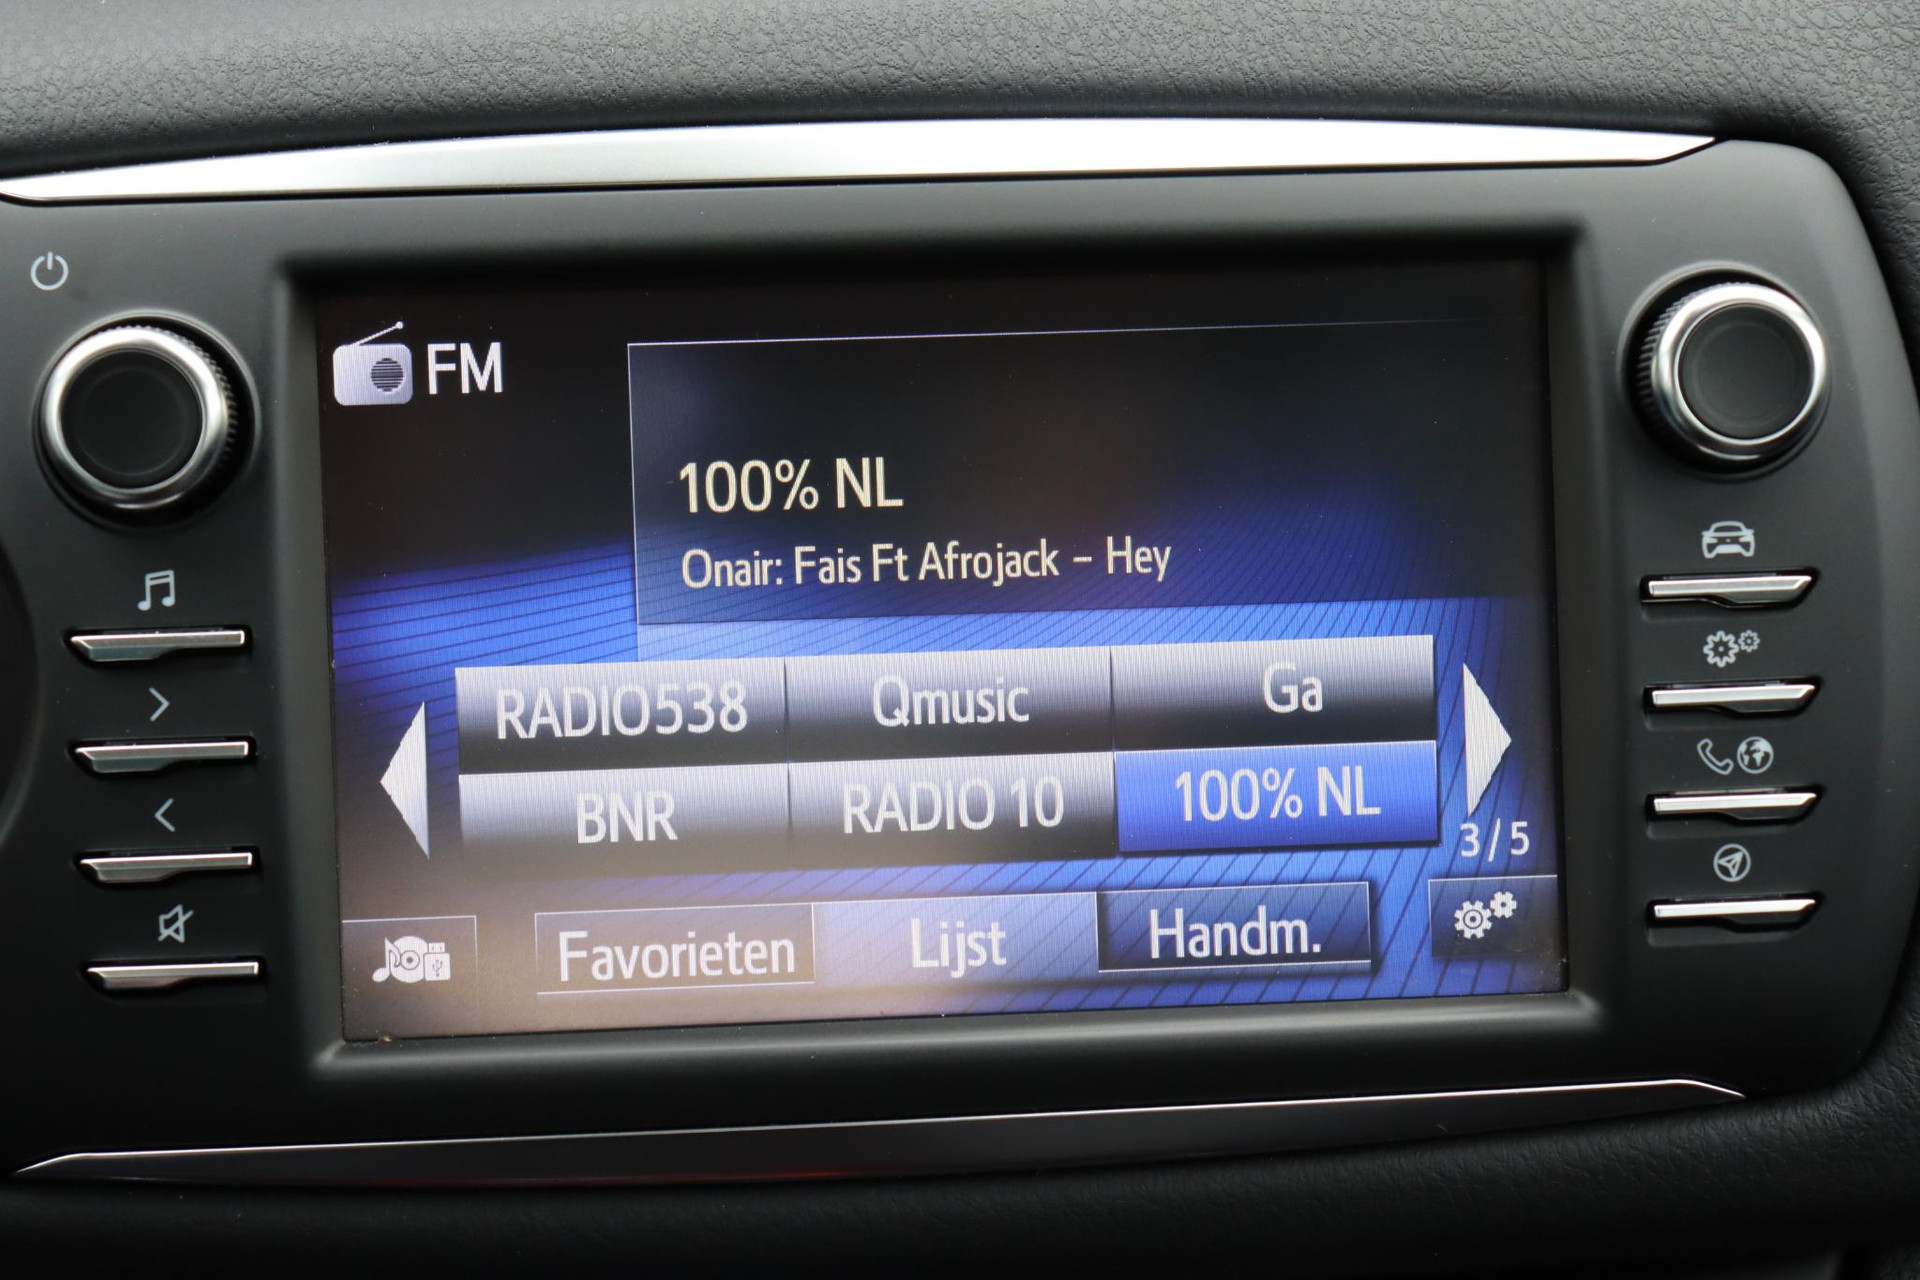 FM
100% NL
Onair: Fais Ft Afrojack - Hey
RADIO538 Qmusic Ga
BNR RADIO 10 100% NL
3/5
Favorieten Lijst Handm.